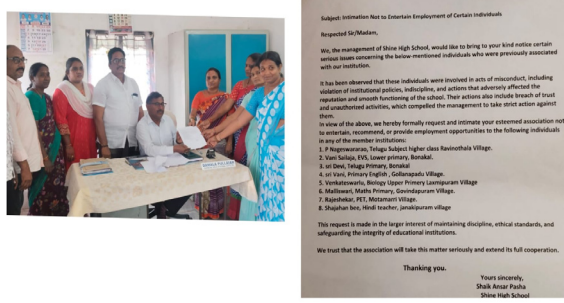 Subject: Intimation Not to Entertain Employment of Certain Individuals
Respected Sir/Madam,
We, the management of Shine High School, would like to bring to your kind notice certain
serious issues concerning the below-mentioned individuals who were previously associated
with our institution.
It has been observed that these individuals were involved in acts of misconduct, including
violation of institutional policies, indiscipline, and actions that adversely affected the
reputation and smooth functioning of the school. Their actions also include breach of trust
and unauthorized activities, which compelled the management to take strict action against
them.
In view of the above, we hereby formally request and intimate your esteemed association not
to entertain, recommend, or provide employment opportunities to the following individuals
in any of the member institutions:
1. P Nageswararao, Telugu Subject higher class Ravinothala Village.
2. Vani Sailaja, EVS, Lower primary, Bonakal.
3. sri Devi, Telugu Primary, Bonakal
4. sri Vani, Primary English , Gollanapadu Village.
5. Venkateswarlu, Biology Upper Primery Laxmipuram Village
6. Malliswari, Maths Primary, Govindapuram Village.
7. Rajeshekar, PET, Motamarri Village.
8. Shajahan bee, Hindi teacher, Janakipuram village
This request is made in the larger interest of maintaining discipline, ethical standards, and
safeguarding the integrity of educational institutions.
We trust that the association will take this matter seriously and extend its full cooperation.
Thanking you.
Yours sincerely,
Shaik Ansar Pasha
Shine High School